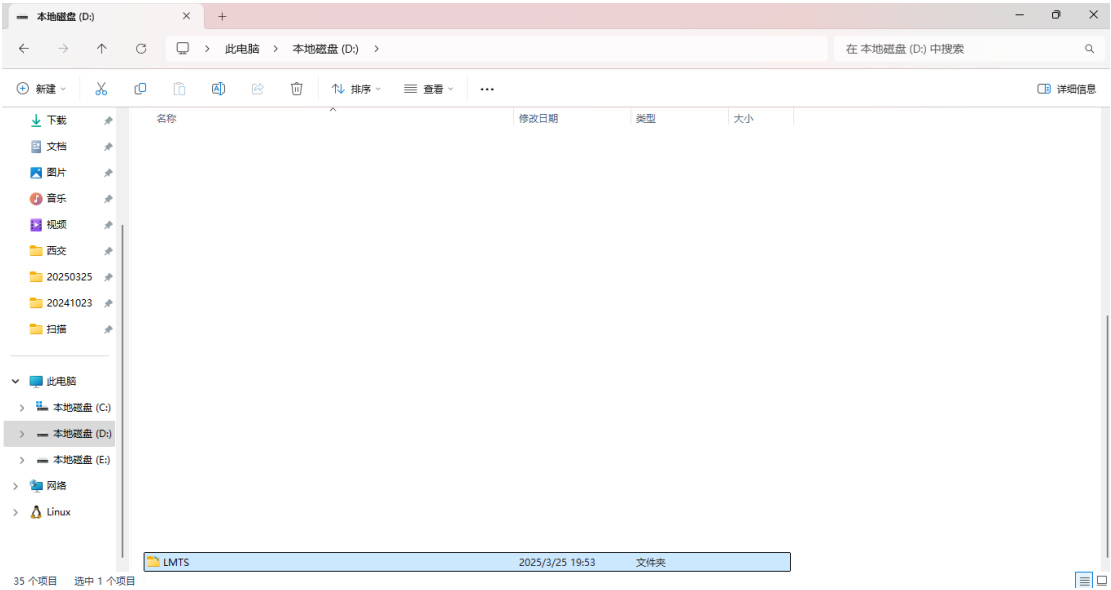 本地磁盘 (D:)
此电脑 > 本地磁盘 (D:) >
在 本地磁盘 (D:) 中搜索
新建
排序
查看
详细信息
名称 修改日期 类型 大小
下载
文档
图片
音乐
视频
西交
20250325
20241023
扫描
此电脑
本地磁盘 (C:)
本地磁盘 (D:)
本地磁盘 (E:)
网络
Linux
LMTS 2025/3/25 19:53 文件夹
35 个项目 选中 1 个项目